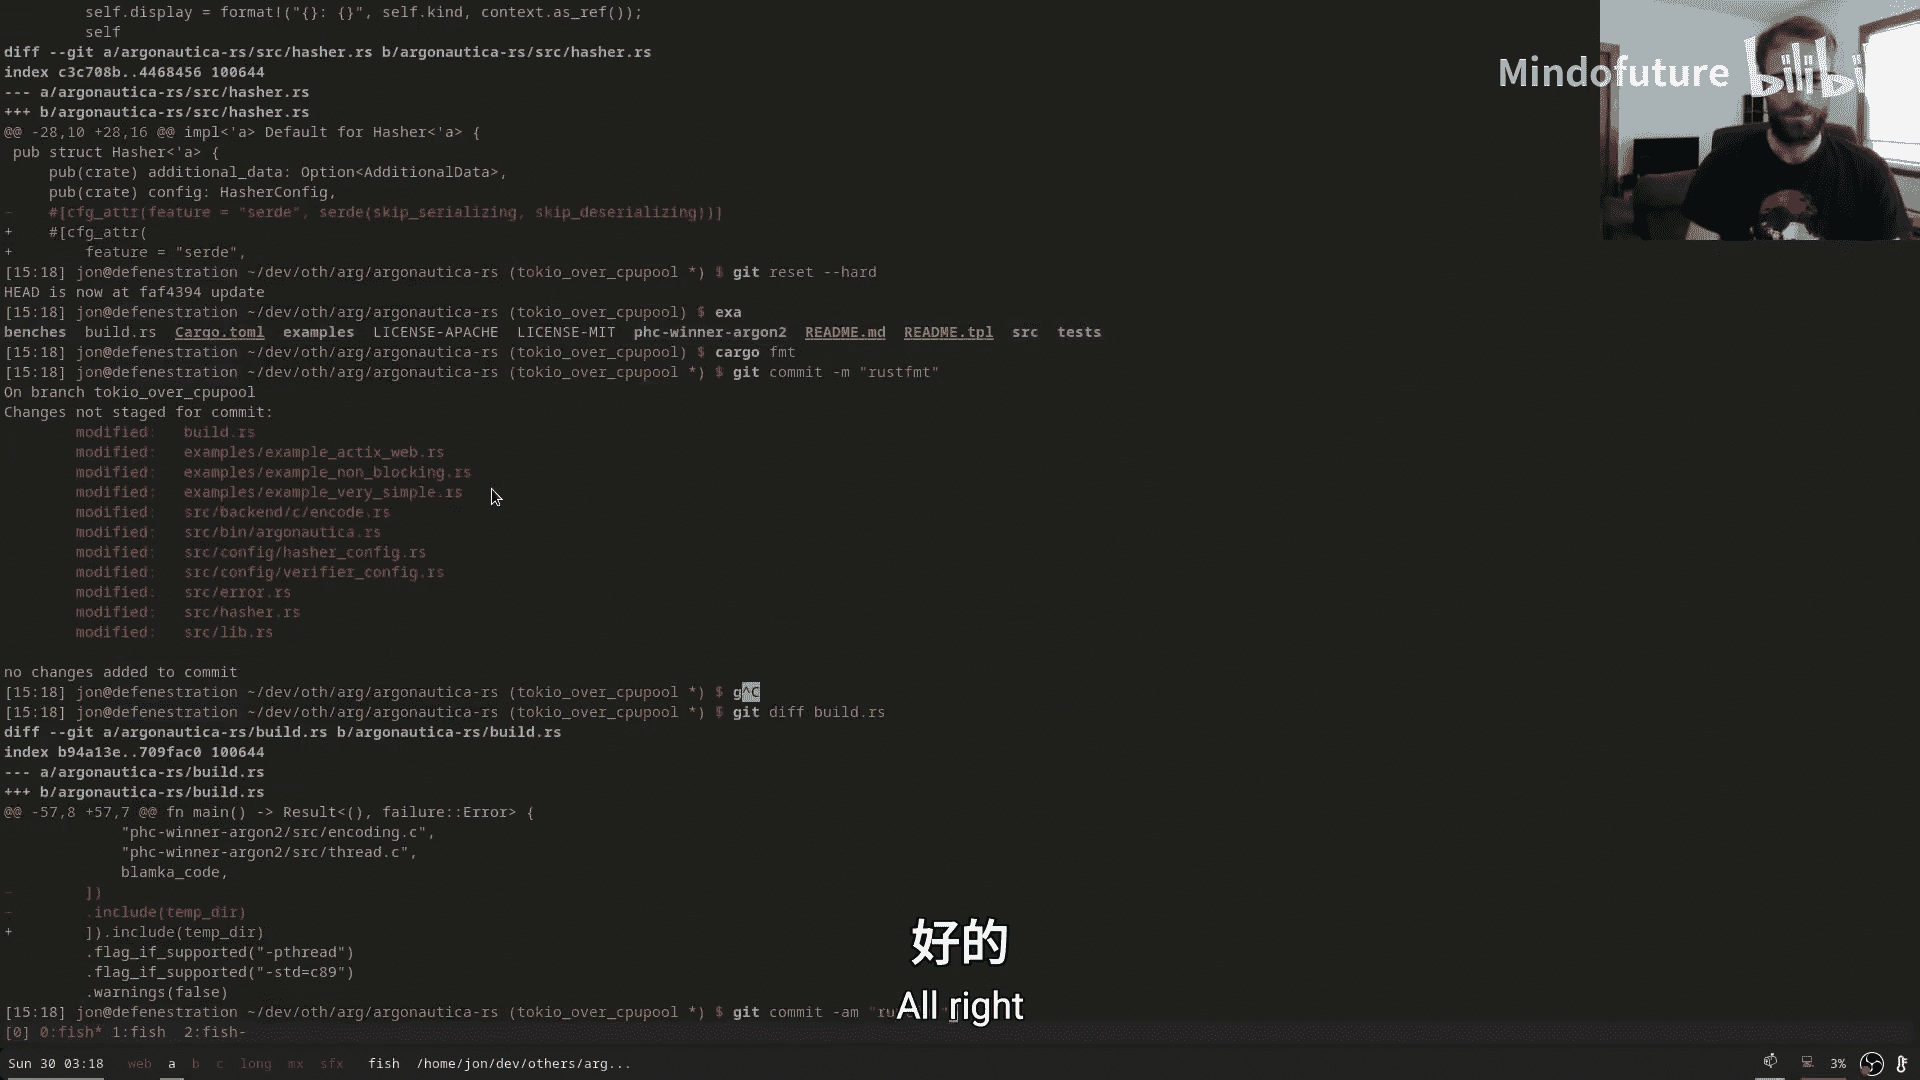 self.display = format!("{}: {}", self.kind, context.as_ref());
self
diff --git a/argonautica-rs/src/hasher.rs b/argonautica-rs/src/hasher.rs
index c3c708b..4468456 100644
--- a/argonautica-rs/src/hasher.rs
+++ b/argonautica-rs/src/hasher.rs
@@ -28,10 +28,16 @@ impl<'a> Default for Hasher<'a> {
pub struct Hasher<'a> {
pub(crate) additional_data: Option<AdditionalData>,
pub(crate) config: HasherConfig,
- #[cfg_attr(feature = "serde", serde(skip_serializing, skip_deserializing))]
+ #[cfg_attr(
+ feature = "serde",
[15:18] jon@defenestration ~/dev/oth/arg/argonautica-rs (tokio_over_cpupool *) $ git reset --hard
HEAD is now at faf4394 update
[15:18] jon@defenestration ~/dev/oth/arg/argonautica-rs (tokio_over_cpupool) $ exa
benches build.rs Cargo.toml examples LICENSE-APACHE LICENSE-MIT phc-winner-argon2 README.md README.tpl src tests
[15:18] jon@defenestration ~/dev/oth/arg/argonautica-rs (tokio_over_cpupool) $ cargo fmt
[15:18] jon@defenestration ~/dev/oth/arg/argonautica-rs (tokio_over_cpupool *) $ git commit -m "rustfmt"
On branch tokio_over_cpupool
Changes not staged for commit:
modified: build.rs
modified: examples/example_actix_web.rs
modified: examples/example_non_blocking.rs
modified: examples/example_very_simple.rs
modified: src/backend/c/encode.rs
modified: src/bin/argonautica.rs
modified: src/config/hasher_config.rs
modified: src/config/verifier_config.rs
modified: src/error.rs
modified: src/hasher.rs
modified: src/lib.rs
no changes added to commit
[15:18] jon@defenestration ~/dev/oth/arg/argonautica-rs (tokio_over_cpupool *) $ g^C
[15:18] jon@defenestration ~/dev/oth/arg/argonautica-rs (tokio_over_cpupool *) $ git diff build.rs
diff --git a/argonautica-rs/build.rs b/argonautica-rs/build.rs
index b94a13e..709fac0 100644
--- a/argonautica-rs/build.rs
+++ b/argonautica-rs/build.rs
@@ -57,8 +57,7 @@ fn main() -> Result<(), failure::Error> {
"phc-winner-argon2/src/encoding.c",
"phc-winner-argon2/src/thread.c",
blamka_code,
- ])
- .include(temp_dir)
+ ]).include(temp_dir)
.flag_if_supported("-pthread")
.flag_if_supported("-std=c89")
.warnings(false)
[15:18] jon@defenestration ~/dev/oth/arg/argonautica-rs (tokio_over_cpupool *) $ git commit -am "ru
[0] 0:fish* 1:fish 2:fish-
Sun 30 03:18 web a b c long mx sfx fish /home/jon/dev/others/arg... 3%
Mindofuture bilibili
好的
All right